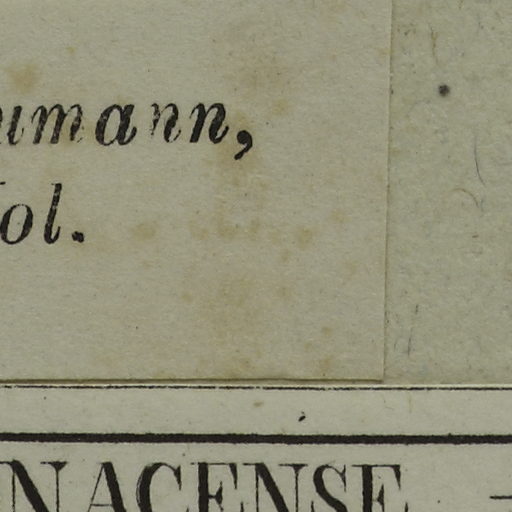 umann,
ol.
NACENSE –